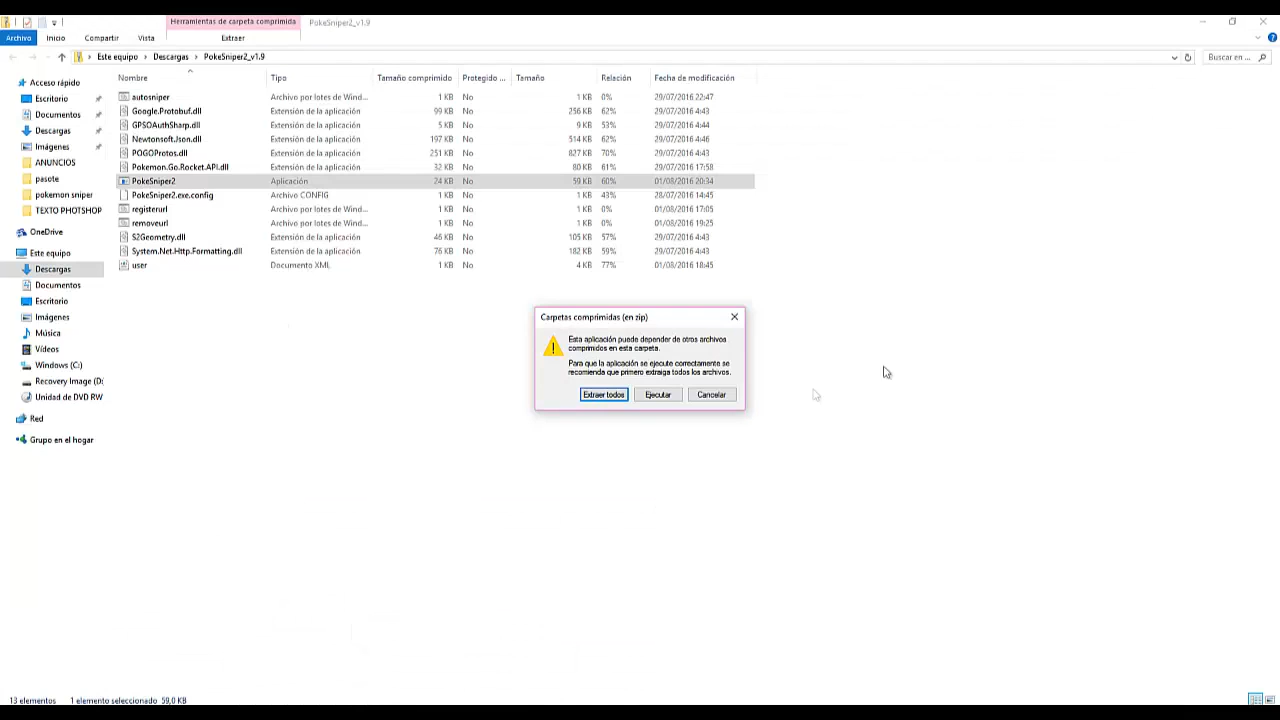 Herramientas de carpeta comprimida
PokeSniper2_v1.9
Archivo Inicio Compartir Vista Extraer
Este equipo Descargas PokeSniper2_v1.9
Buscar en ...
Nombre Tipo Tamaño comprimido Protegido ... Tamaño Relación Fecha de modificación
autosniper Archivo por lotes de Wind... 1 KB No 1 KB 0% 29/07/2016 22:47
Google.Protobuf.dll Extensión de la aplicación 99 KB No 256 KB 62% 29/07/2016 4:43
GPSOAuthSharp.dll Extensión de la aplicación 5 KB No 9 KB 53% 29/07/2016 4:44
Newtonsoft.Json.dll Extensión de la aplicación 197 KB No 514 KB 62% 29/07/2016 4:46
POGOProtos.dll Extensión de la aplicación 251 KB No 827 KB 70% 29/07/2016 4:43
Pokemon.Go.Rocket.API.dll Extensión de la aplicación 32 KB No 80 KB 61% 29/07/2016 17:58
PokeSniper2 Aplicación 24 KB No 59 KB 60% 01/08/2016 20:34
PokeSniper2.exe.config Archivo CONFIG 1 KB No 1 KB 43% 28/07/2016 14:45
registerurl Archivo por lotes de Wind... 1 KB No 1 KB 0% 01/08/2016 17:05
removeurl Archivo por lotes de Wind... 1 KB No 1 KB 0% 01/08/2016 19:25
S2Geometry.dll Extensión de la aplicación 46 KB No 105 KB 57% 29/07/2016 4:43
System.Net.Http.Formatting.dll Extensión de la aplicación 76 KB No 182 KB 59% 29/07/2016 4:43
user Documento XML 1 KB No 4 KB 77% 01/08/2016 18:45
Acceso rápido
Escritorio
Documentos
Descargas
Imágenes
ANUNCIOS
pasote
pokemon sniper
TEXTO PHOTSHOP
OneDrive
Este equipo
Descargas
Documentos
Escritorio
Imágenes
Música
Vídeos
Windows (C:)
Recovery Image (D:
Unidad de DVD RW
Red
Grupo en el hogar
Carpetas comprimidas (en zip)
Esta aplicación puede depender de otros archivos
comprimidos en esta carpeta.
Para que la aplicación se ejecute correctamente se
recomienda que primero extraiga todos los archivos.
Extraer todos Ejecutar Cancelar
13 elementos 1 elemento seleccionado 59,0 KB